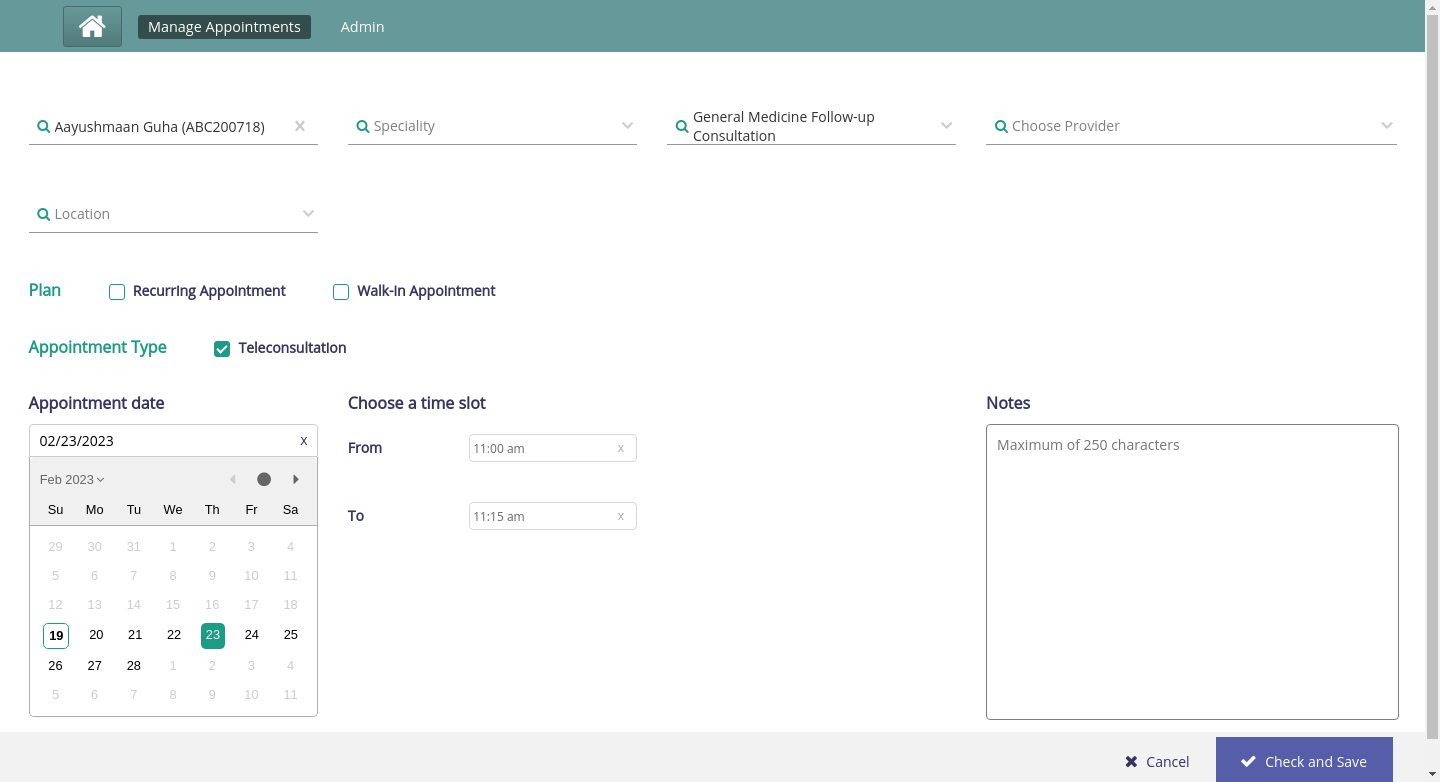 Manage Appointments
Admin
Aayushmaan Guha (ABC200718)
Speciality
General Medicine Follow-up
Consultation
Choose Provider
Location
Plan
Recurring Appointment
Walk-in Appointment
Appointment Type
Teleconsultation
Appointment date
Choose a time slot
Notes
02/23/2023 x
From 11:00 am x
Maximum of 250 characters
Feb 2023
Su Mo Tu We Th Fr Sa
To 11:15 am x
29 30 31 1 2 3 4
5 6 7 8 9 10 11
12 13 14 15 16 17 18
19 20 21 22 23 24 25
26 27 28 1 2 3 4
5 6 7 8 9 10 11
Cancel
Check and Save